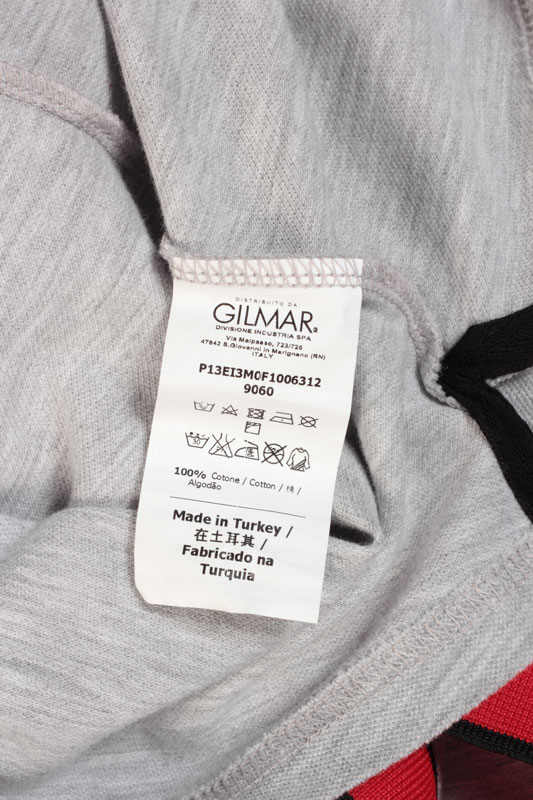 DISTRIBUITO DA
GILMAR®
DIVISIONE INDUSTRIA SPA
Via Malpasso, 723/725
47842 S.Giovanni in Marignano (RN)
ITALY
P13EI3M0F1006312
9060
100% Cotone / Cotton / 棉 /
Algodão
Made in Turkey /
在土耳其 /
Fabricado na
Turquia